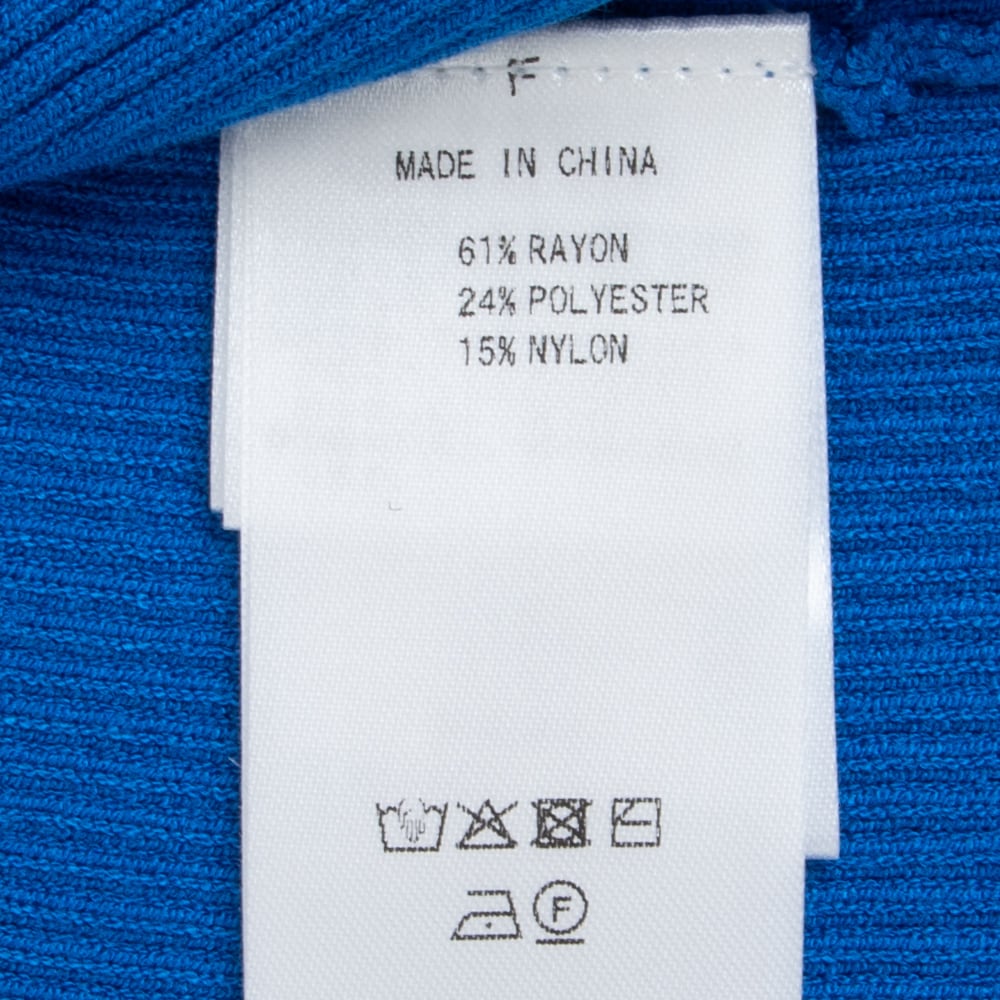 F
MADE IN CHINA
61% RAYON
24% POLYESTER
15% NYLON
F